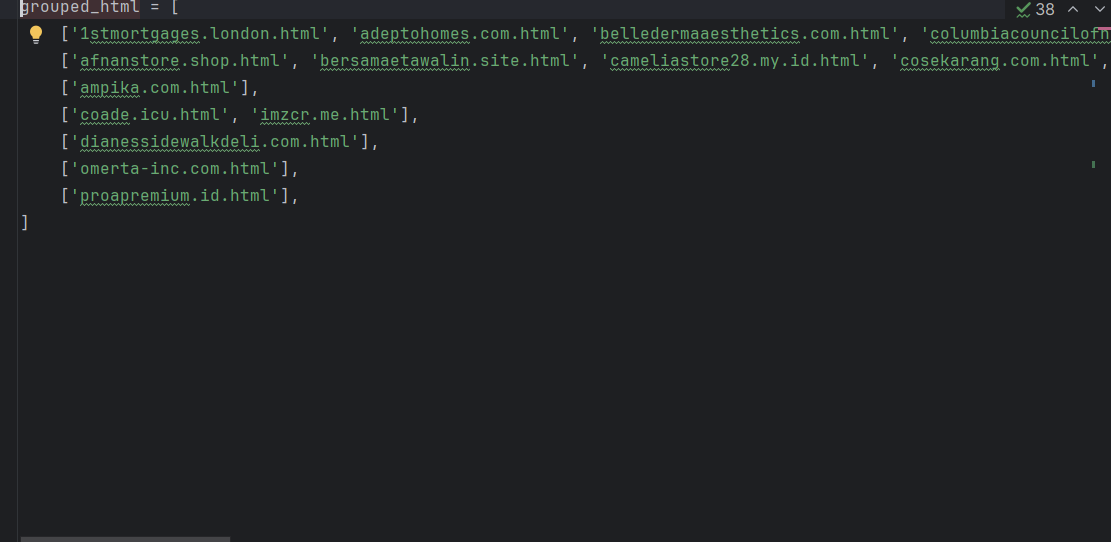 grouped_html = [
38
['1stmortgages.london.html', 'adeptohomes.com.html', 'belledermaaesthetics.com.html', 'columbiacouncilofn
['afnanstore.shop.html', 'bersamaetawalin.site.html', 'cameliastore28.my.id.html', 'cosekarang.com.html',
['ampika.com.html'],
['coade.icu.html', 'imzcr.me.html'],
['dianessidewalkdeli.com.html'],
['omerta-inc.com.html'],
['proapremium.id.html'],
]